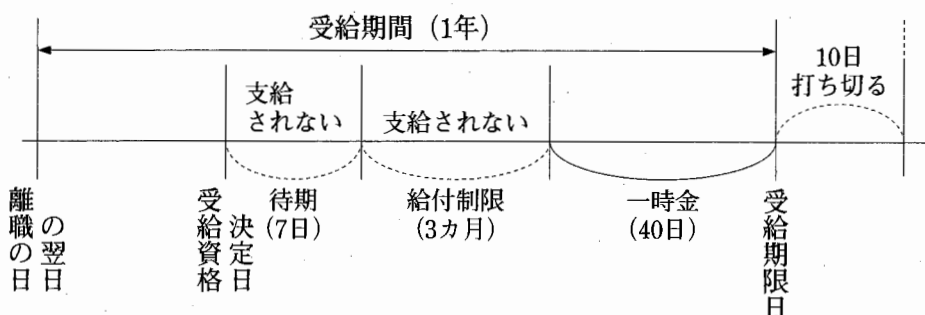 受給期間（1年）
10日
打ち切る
支給
されない
支給されない
離職の日
の翌日
受給資格
決定日
待期
(7日)
給付制限
(3カ月)
一時金
(40日)
受給期限日